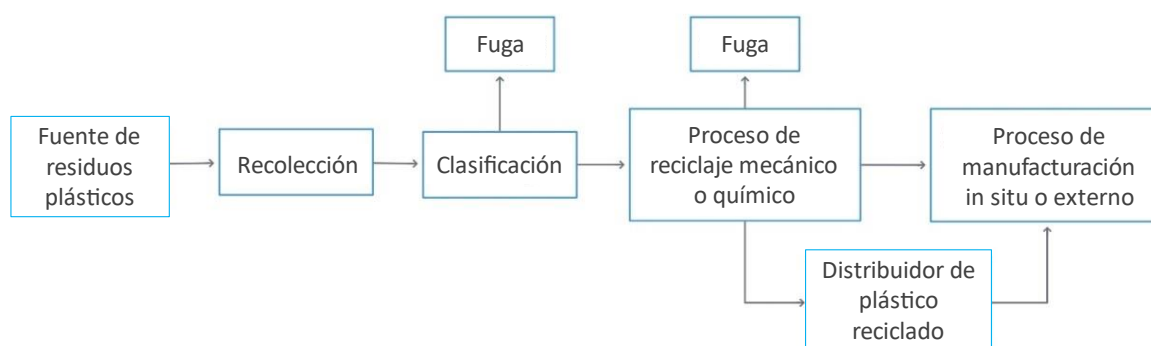 Fuga
Fuga
Fuente de
residuos
plásticos
Recolección
Clasificación
Proceso de
reciclaje mecánico
o químico
Proceso de
manufacturación
in situ o externo
Distribuidor de
plástico
reciclado